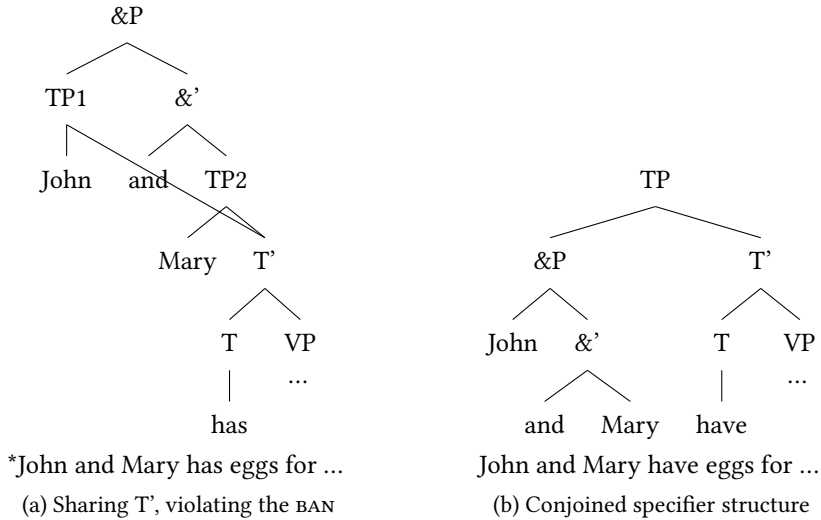 &P
TP1 &’
John and TP2
Mary T’
T VP
...
has
*John and Mary has eggs for ...
(a) Sharing T’, violating the BAN
TP
&P T’
John &’ T VP
...
and Mary have
John and Mary have eggs for ...
(b) Conjoined specifier structure